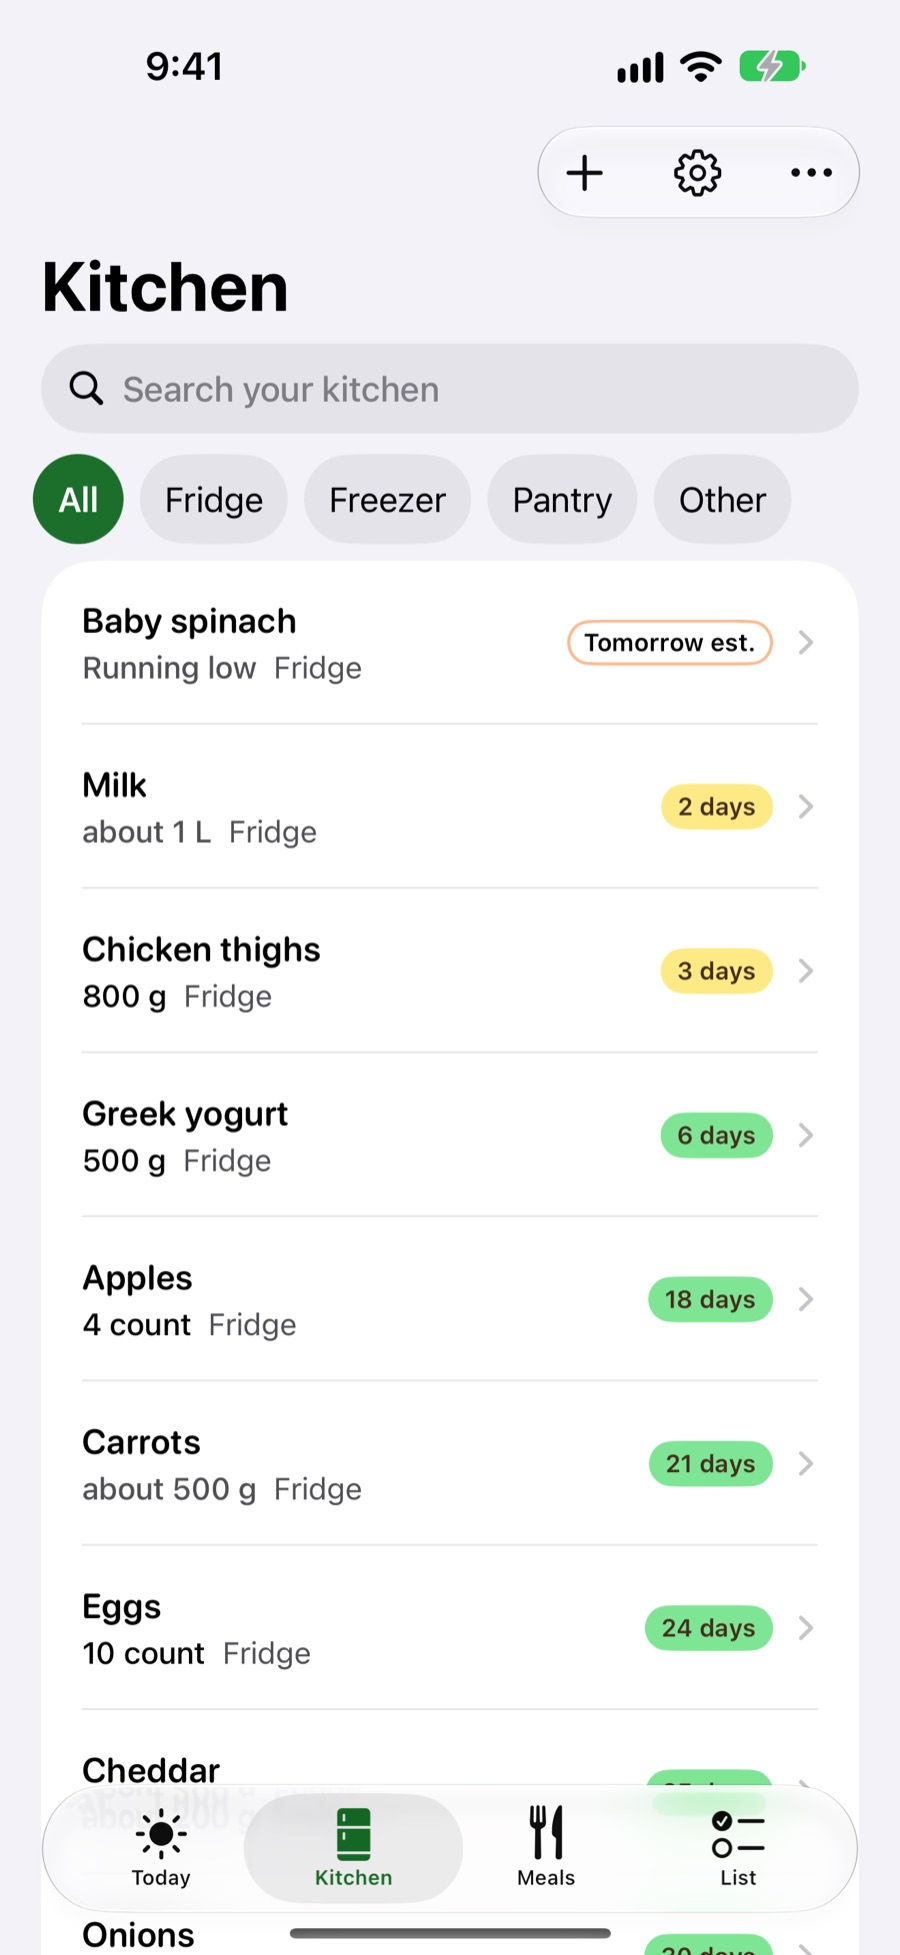 9:41
Kitchen
Search your kitchen
All Fridge Freezer Pantry Other
Baby spinach
Running low Fridge
Tomorrow est.
Milk
about 1 L Fridge
2 days
Chicken thighs
800 g Fridge
3 days
Greek yogurt
500 g Fridge
6 days
Apples
4 count Fridge
18 days
Carrots
about 500 g Fridge
21 days
Eggs
10 count Fridge
24 days
Cheddar
Today Kitchen Meals List
Onions